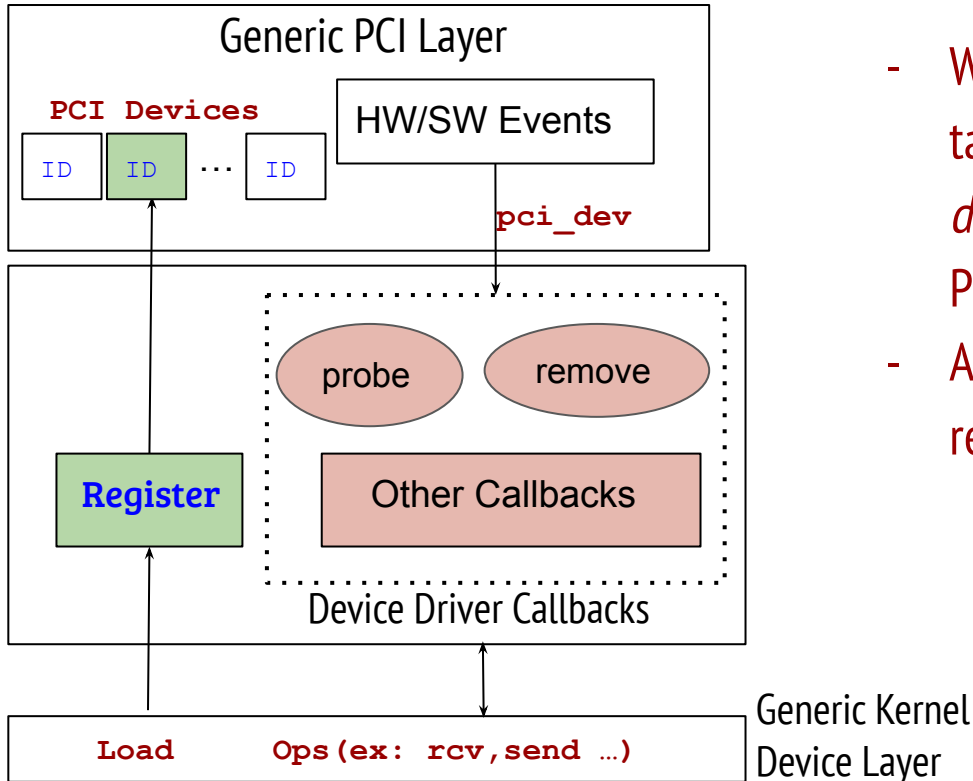 Generic PCI Layer
PCI Devices
HW/SW Events
ID ID ... ID
pci_dev
probe
remove
Register
Other Callbacks
Device Driver Callbacks
Load Ops(ex: rcv,send …)
Generic Kernel
Device Layer
-
-